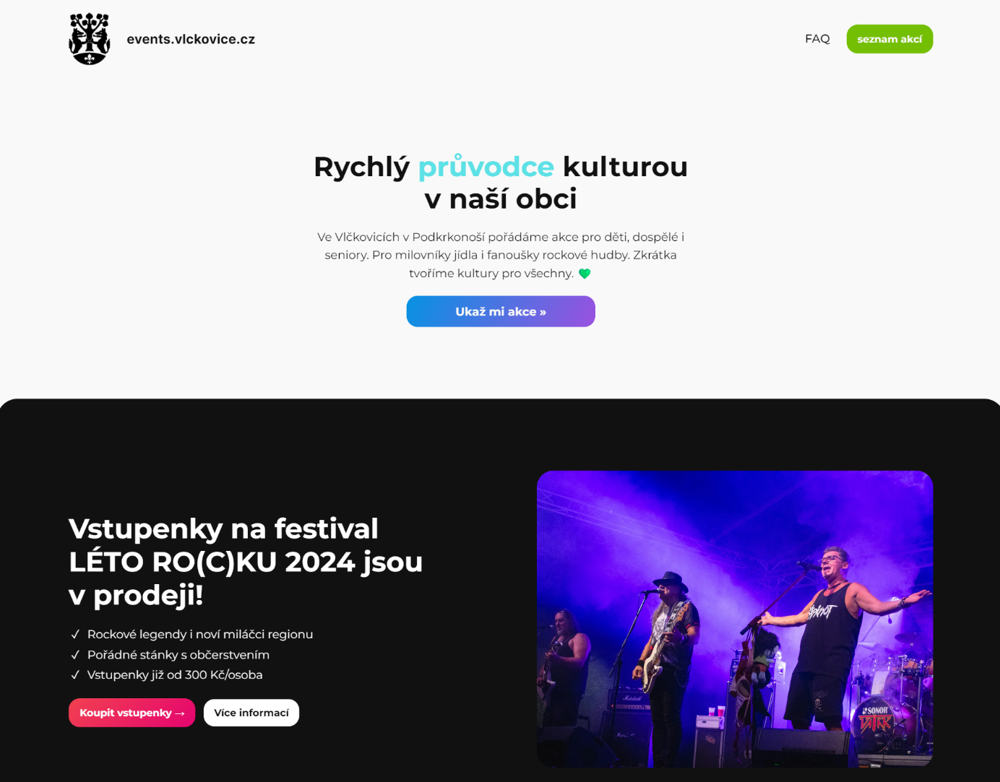 events.vlckovice.cz
FAQ
seznam akcí
Rychlý průvodce kulturou
v naší obci
Ve Vlčkovicích v Podkrkonoší pořádáme akce pro děti, dospělé i
seniory. Pro milovníky jídla i fanoušky rockové hudby. Zkrátka
tvoříme kultury pro všechny. 💚
Ukaž mi akce »
Vstupenky na festival
LÉTO RO(C)KU 2024 jsou
v prodeji!
✓ Rockové legendy i noví miláčci regionu
✓ Pořádné stánky s občerstvením
✓ Vstupenky již od 300 Kč/osoba
Koupit vstupenky →
Více informací
Marshall
SONOR